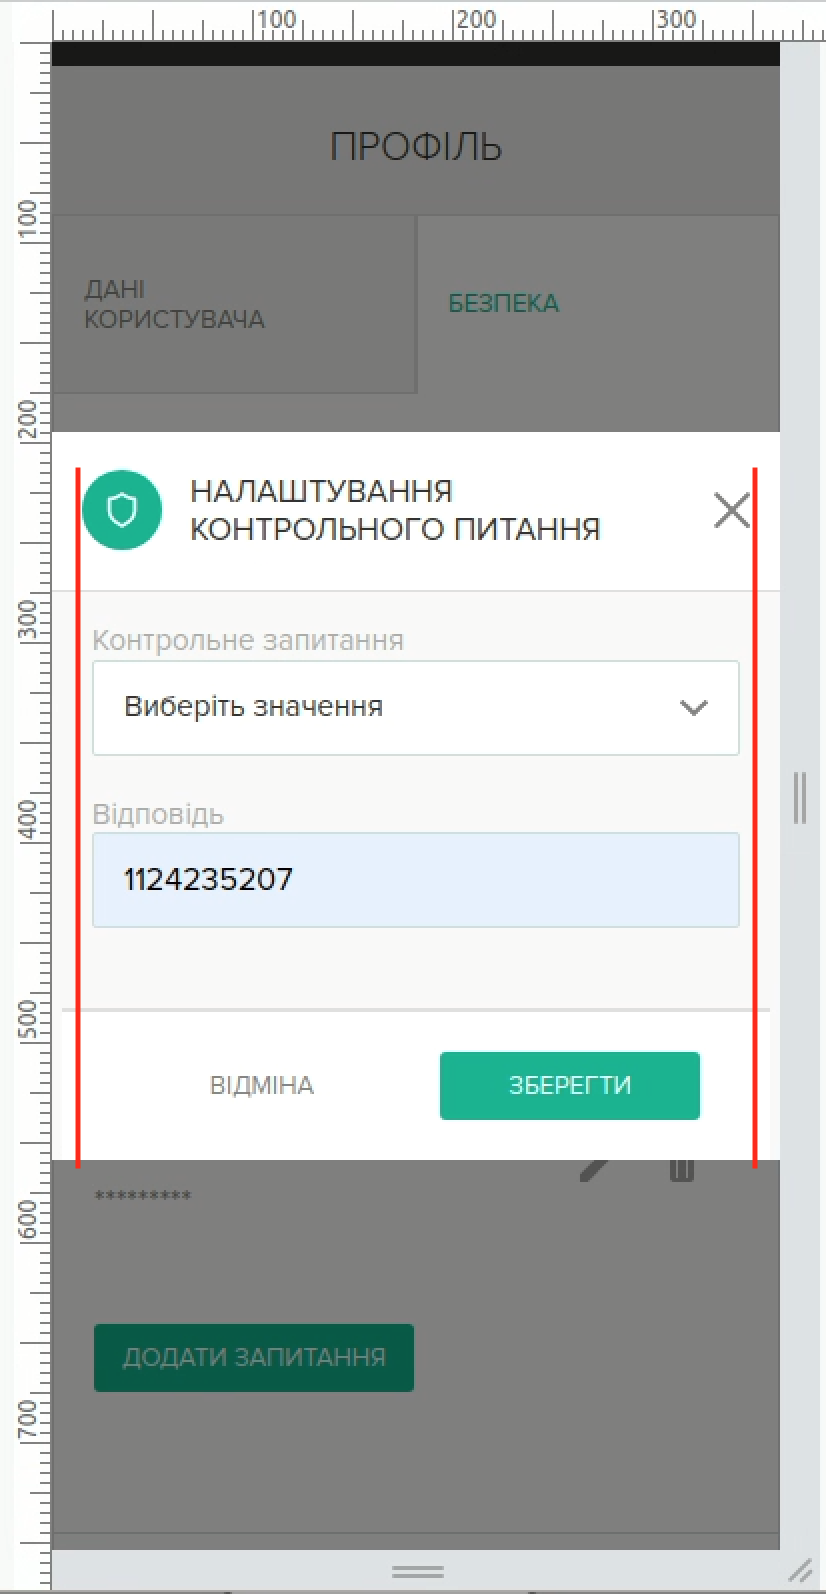 100 200 300
100
200
300
400
500
600
700
ПРОФІЛЬ
ДАНІ
КОРИСТУВАЧА
БЕЗПЕКА
НАЛАШТУВАННЯ
КОНТРОЛЬНОГО ПИТАННЯ
Контрольне запитання
Виберіть значення
Відповідь
1124235207
ВІДМІНА
ЗБЕРЕГТИ
*********
ДОДАТИ ЗАПИТАННЯ